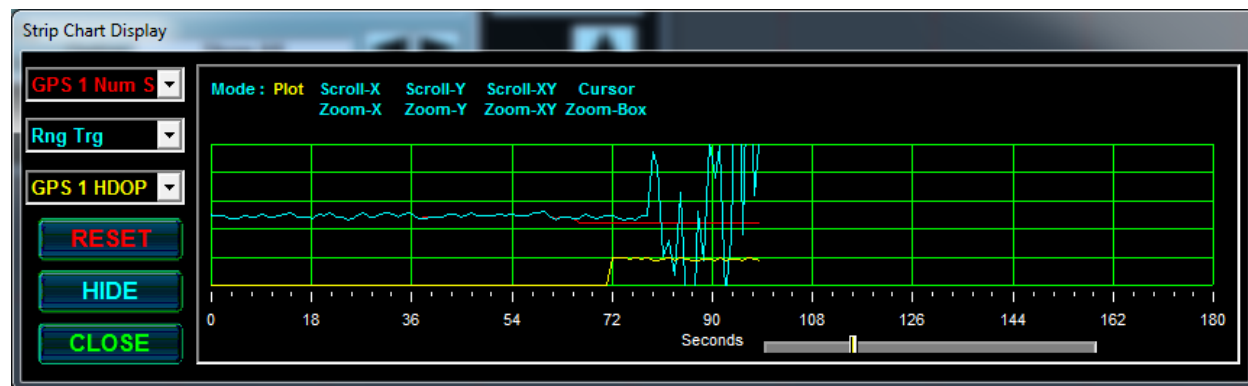 Strip Chart Display
GPS 1 Num S
Rng Trg
GPS 1 HDOP
RESET
HIDE
CLOSE
Mode : Plot Scroll-X Scroll-Y Scroll-XY Cursor
Zoom-X Zoom-Y Zoom-XY Zoom-Box
0 18 36 54 72 90 108 126 144 162 180
Seconds